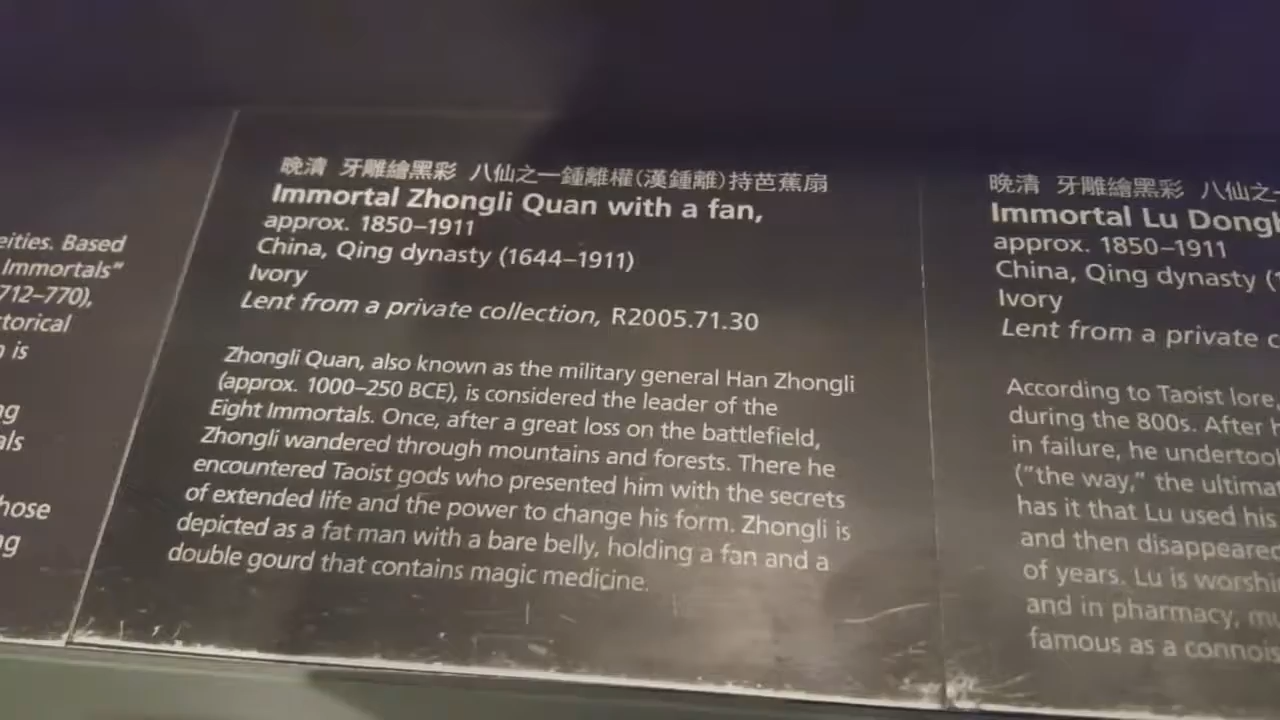 eities. Based
Immortals”
712–770),
torical
is
hose
晚清 牙雕繪黑彩 八仙之一鍾離權(漢鍾離)持芭蕉扇
Immortal Zhongli Quan with a fan,
approx. 1850–1911
China, Qing dynasty (1644–1911)
Ivory
Lent from a private collection, R2005.71.30
Zhongli Quan, also known as the military general Han Zhongli
(approx. 1000–250 BCE), is considered the leader of the
Eight Immortals. Once, after a great loss on the battlefield,
Zhongli wandered through mountains and forests. There he
encountered Taoist gods who presented him with the secrets
of extended life and the power to change his form. Zhongli is
depicted as a fat man with a bare belly, holding a fan and a
double gourd that contains magic medicine.
晚清 牙雕繪黑彩 八仙之一
Immortal Lu Dong
approx. 1850–1911
China, Qing dynasty (
Ivory
Lent from a private c
According to Taoist lore,
during the 800s. After h
in failure, he undertook
(“the way,” the ultima
has it that Lu used his
and then disappeared
of years. Lu is worshi
and in pharmacy, mu
famous as a connois